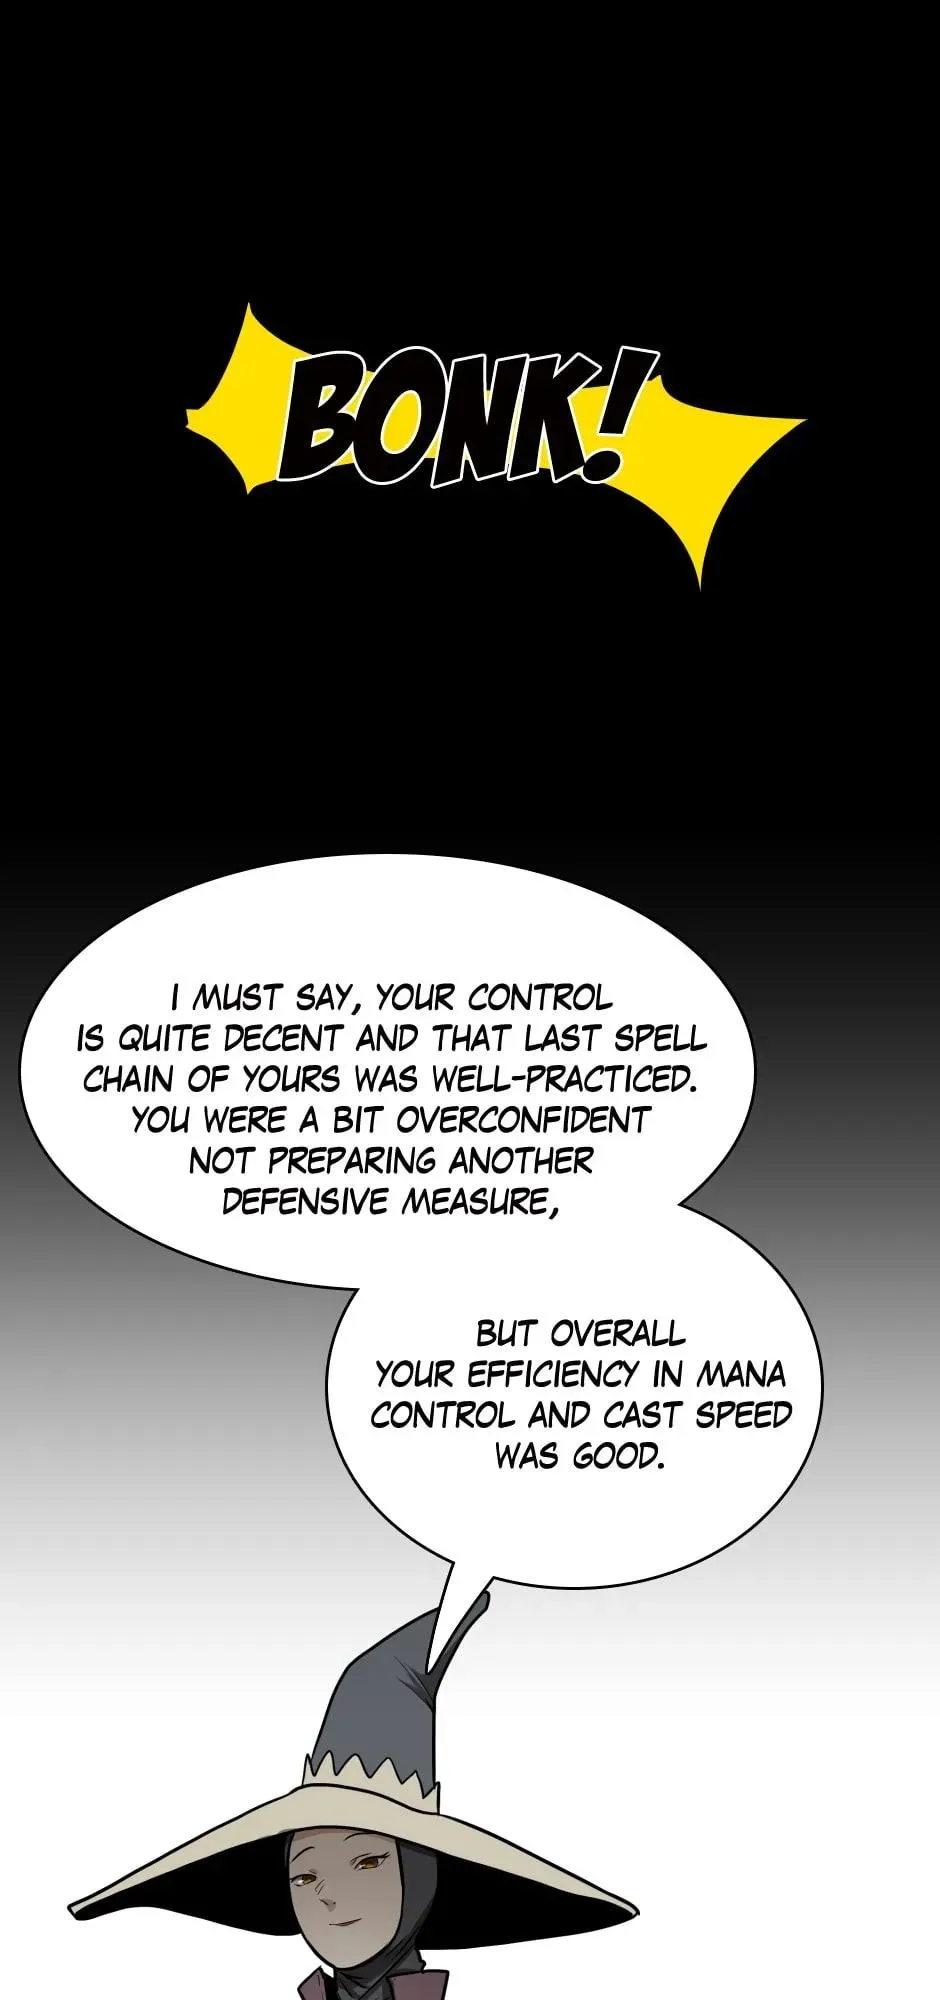 BONK!
I MUST SAY, YOUR CONTROL
IS QUITE DECENT AND THAT LAST SPELL
CHAIN OF YOURS WAS WELL-PRACTICED.
YOU WERE A BIT OVERCONFIDENT
NOT PREPARING ANOTHER
DEFENSIVE MEASURE,
BUT OVERALL
YOUR EFFICIENCY IN MANA
CONTROL AND CAST SPEED
WAS GOOD.